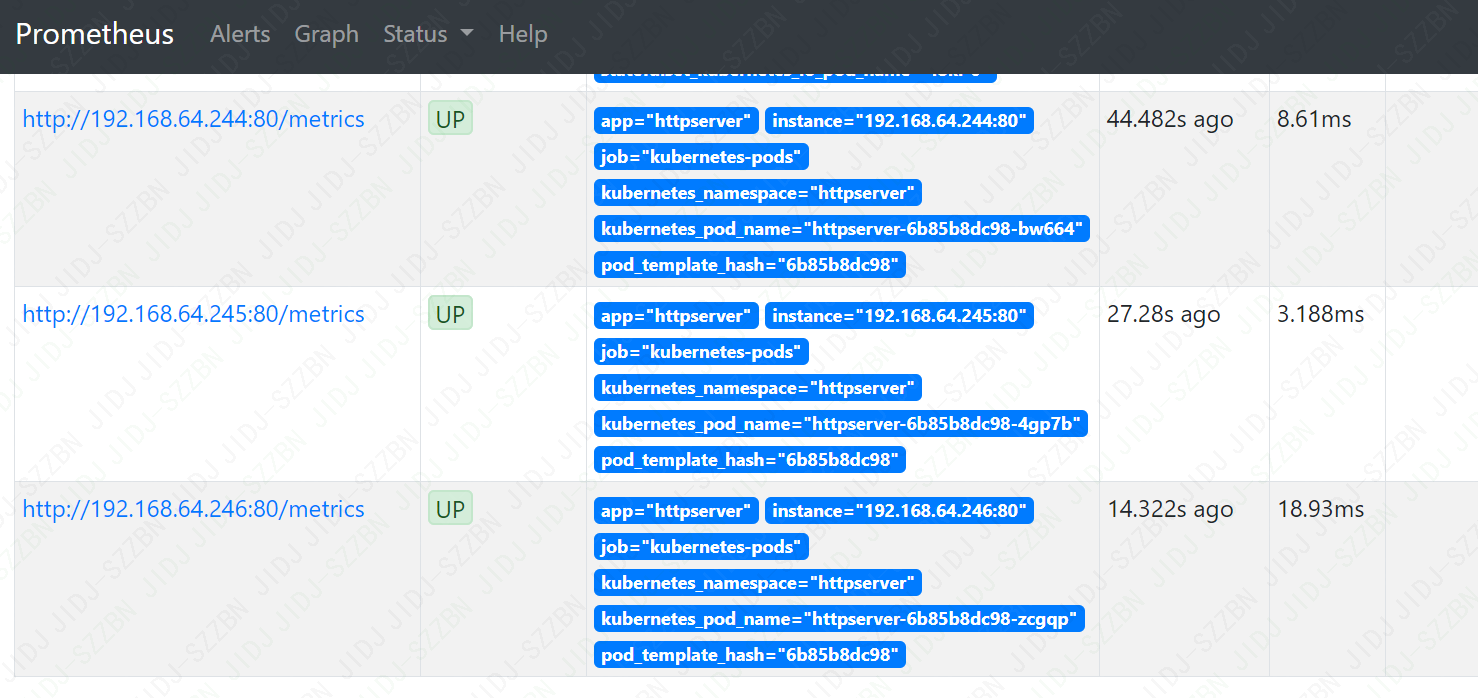 Prometheus Alerts Graph Status Help
http://192.168.64.244:80/metrics UP app="httpserver" instance="192.168.64.244:80" 44.482s ago 8.61ms
job="kubernetes-pods"
kubernetes_namespace="httpserver"
kubernetes_pod_name="httpserver-6b85b8dc98-bw664"
pod_template_hash="6b85b8dc98"
http://192.168.64.245:80/metrics UP app="httpserver" instance="192.168.64.245:80" 27.28s ago 3.188ms
job="kubernetes-pods"
kubernetes_namespace="httpserver"
kubernetes_pod_name="httpserver-6b85b8dc98-4gp7b"
pod_template_hash="6b85b8dc98"
http://192.168.64.246:80/metrics UP app="httpserver" instance="192.168.64.246:80" 14.322s ago 18.93ms
job="kubernetes-pods"
kubernetes_namespace="httpserver"
kubernetes_pod_name="httpserver-6b85b8dc98-zcgqp"
pod_template_hash="6b85b8dc98"
JIDJ-SZZBN JIDJ